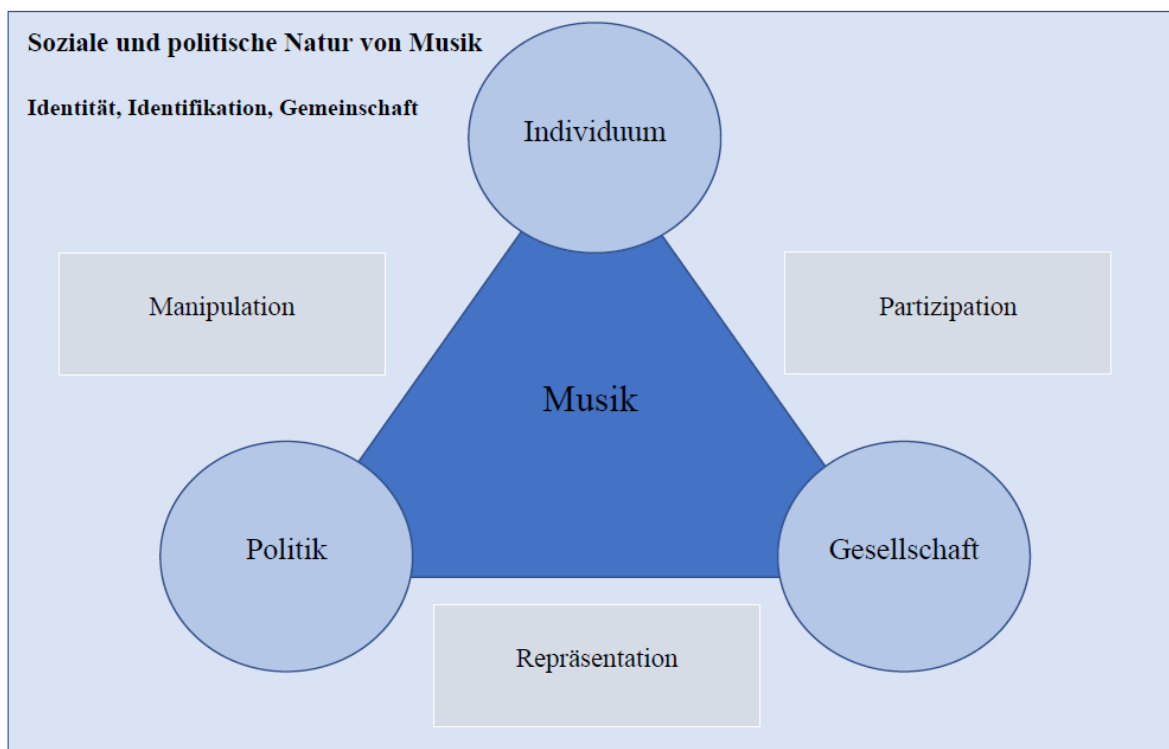 Soziale und politische Natur von Musik
Identität, Identifikation, Gemeinschaft
Individuum
Manipulation
Partizipation
Musik
Politik
Gesellschaft
Repräsentation